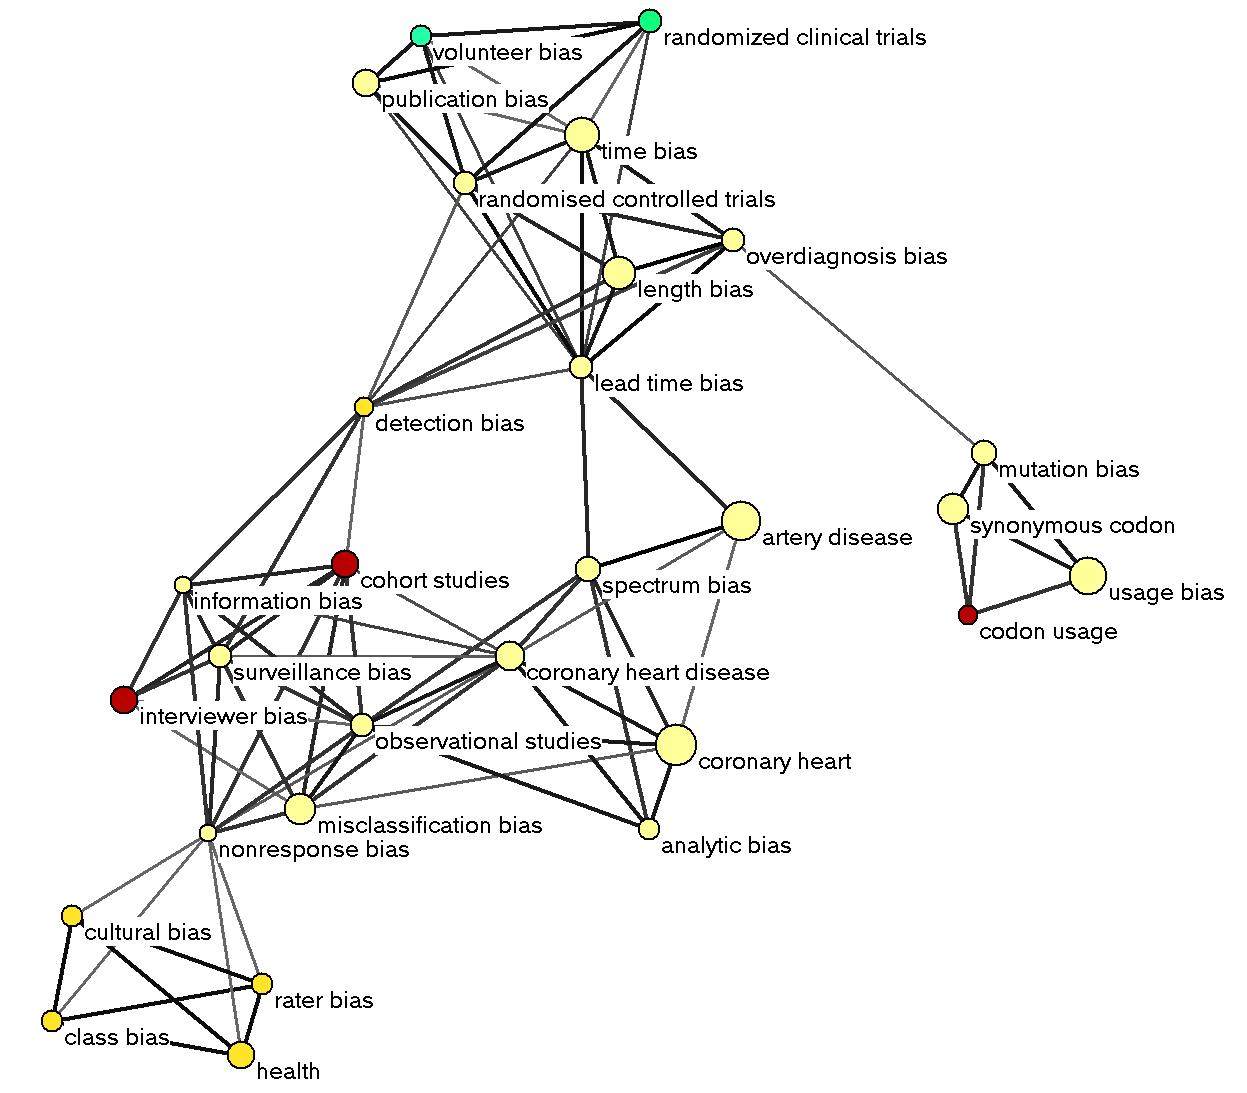 randomized clinical trials
volunteer bias
publication bias
time bias
randomised controlled trials
overdiagnosis bias
length bias
lead time bias
detection bias
mutation bias
synonymous codon
artery disease
cohort studies
spectrum bias
usage bias
information bias
codon usage
surveillance bias
coronary heart disease
interviewer bias
observational studies
coronary heart
misclassification bias
analytic bias
nonresponse bias
cultural bias
rater bias
class bias
health